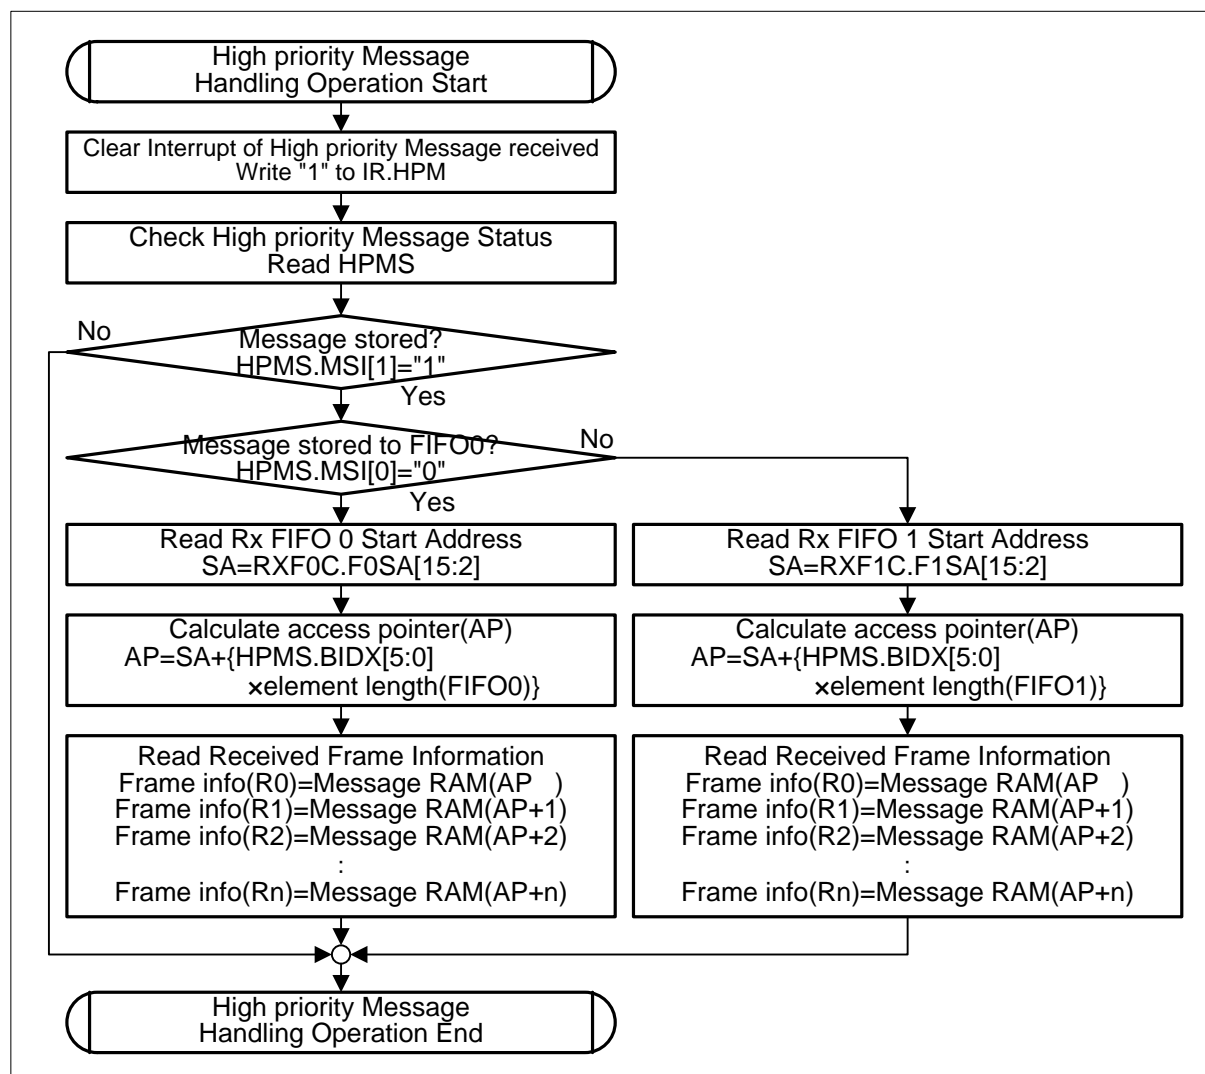 High priority Message
Handling Operation Start
Clear Interrupt of High priority Message received
Write "1" to IR.HPM
Check High priority Message Status
Read HPMS
No
Message stored?
HPMS.MSI[1]="1"
Yes
Message stored to FIFO0?
HPMS.MSI[0]="0"
No
Yes
Read Rx FIFO 0 Start Address
SA=RXF0C.F0SA[15:2]
Calculate access pointer(AP)
AP=SA+{HPMS.BIDX[5:0]
×element length(FIFO0)}
Read Received Frame Information
Frame info(R0)=Message RAM(AP )
Frame info(R1)=Message RAM(AP+1)
Frame info(R2)=Message RAM(AP+2)
:
Frame info(Rn)=Message RAM(AP+n)
Read Rx FIFO 1 Start Address
SA=RXF1C.F1SA[15:2]
Calculate access pointer(AP)
AP=SA+{HPMS.BIDX[5:0]
×element length(FIFO1)}
Read Received Frame Information
Frame info(R0)=Message RAM(AP )
Frame info(R1)=Message RAM(AP+1)
Frame info(R2)=Message RAM(AP+2)
:
Frame info(Rn)=Message RAM(AP+n)
High priority Message
Handling Operation End